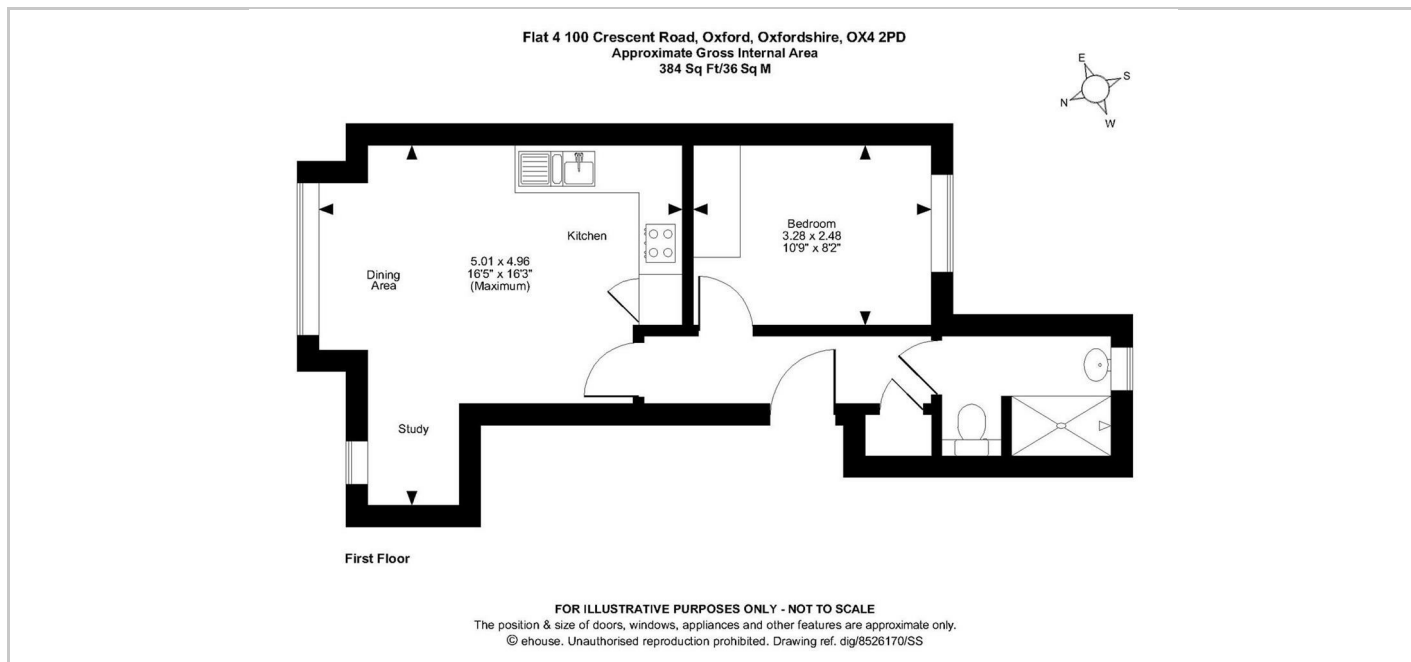 Flat 4 100 Crescent Road, Oxford, Oxfordshire, OX4 2PD
Approximate Gross Internal Area
384 Sq Ft/36 Sq M
E
S
N
W
Kitchen
Bedroom
3.28 x 2.48
10'9" x 8'2"
Dining
Area
5.01 x 4.96
16'5" x 16'3"
(Maximum)
Study
First Floor
FOR ILLUSTRATIVE PURPOSES ONLY - NOT TO SCALE
The position & size of doors, windows, appliances and other features are approximate only.
© ehouse. Unauthorised reproduction prohibited. Drawing ref. dig/8526170/SS